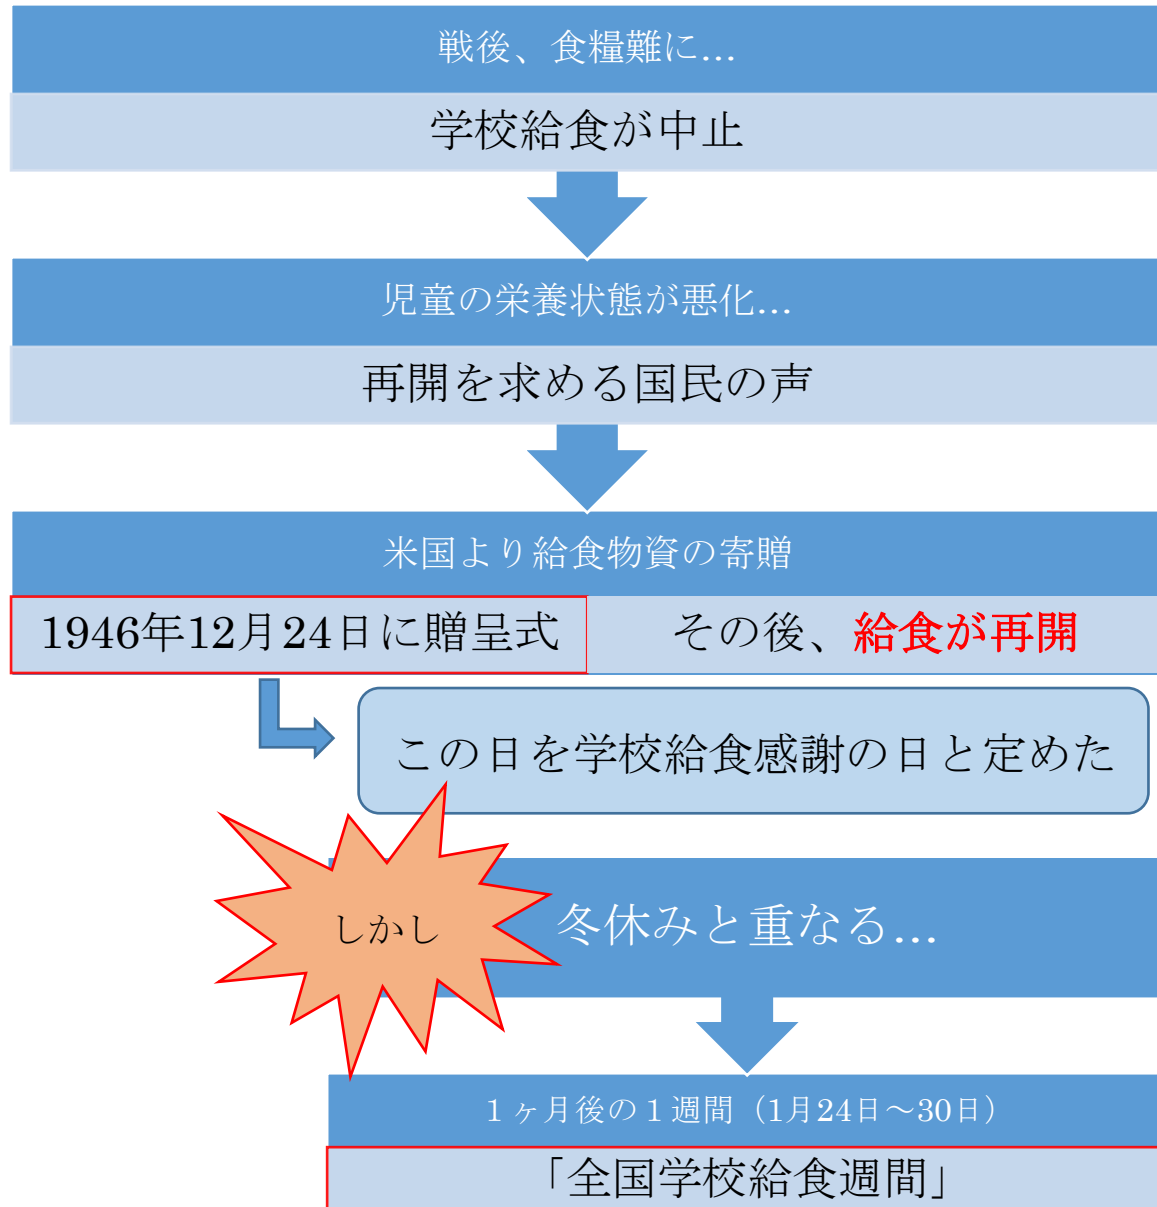 戦後、食糧難に…
学校給食が中止
児童の栄養状態が悪化…
再開を求める国民の声
米国より給食物資の寄贈
1946年12月24日に贈呈式
その後、給食が再開
この日を学校給食感謝の日と定めた
しかし
冬休みと重なる…
１ヶ月後の１週間（1月24日～30日）
「全国学校給食週間」